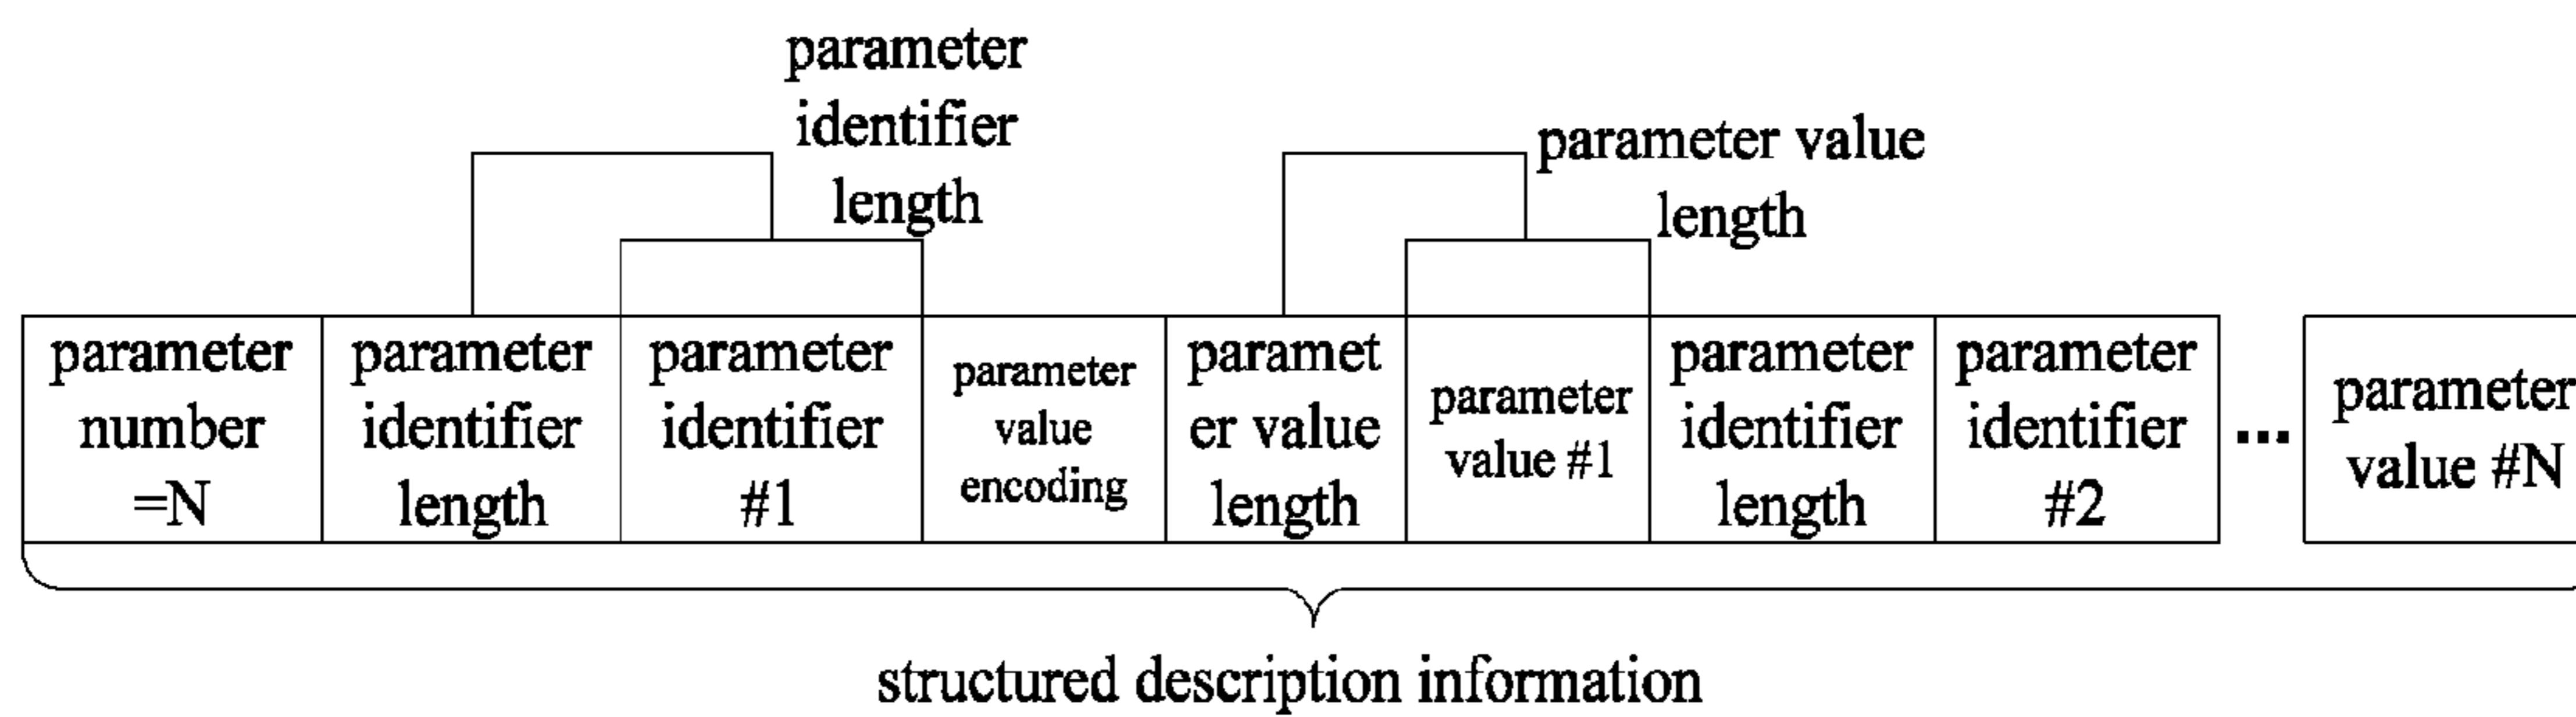 parameter
identifier
length
parameter value
length
parameter
number
=N
parameter
identifier
length
parameter
identifier
#1
parameter
value
encoding
paramet
er value
length
parameter
value #1
parameter
identifier
length
parameter
identifier
#2
...
parameter
value #N
structured description information